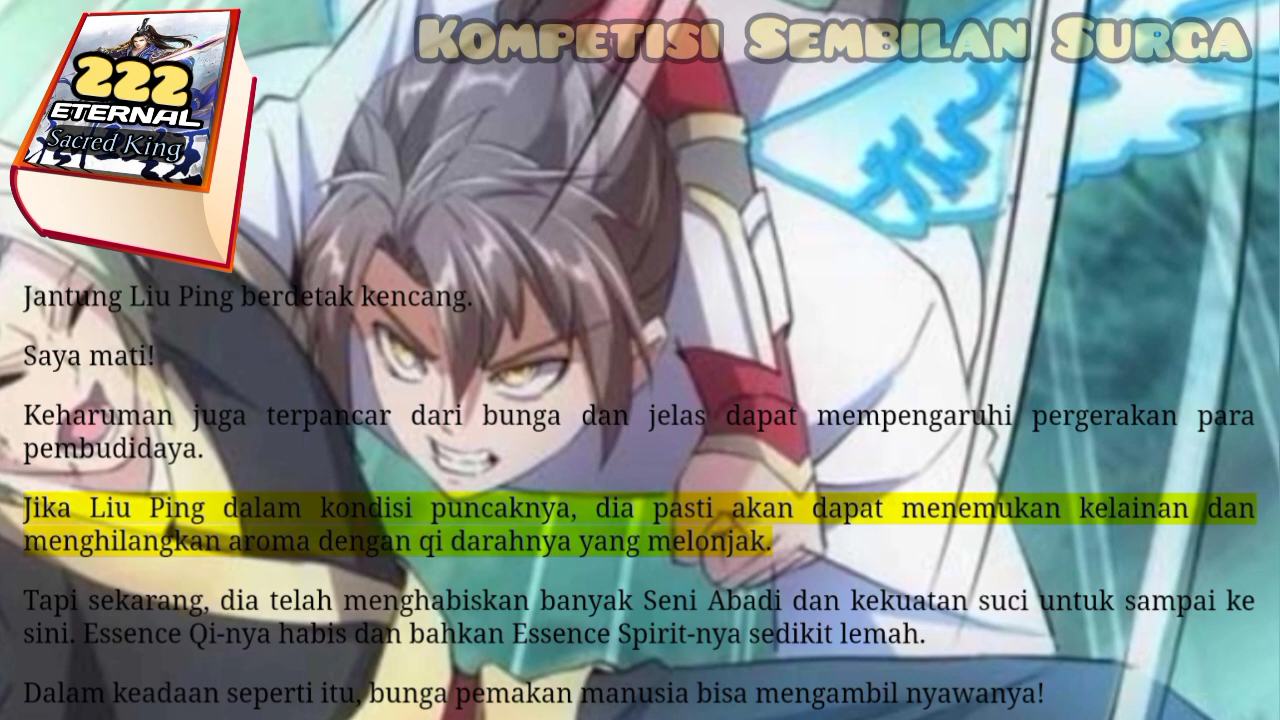 Kompetisi Sembilan Surga
222
ETERNAL
Sacred King
Jantung Liu Ping berdetak kencang.
Saya mati!
Keharuman juga terpancar dari bunga dan jelas dapat mempengaruhi pergerakan para
pembudidaya.
Jika Liu Ping dalam kondisi puncaknya, dia pasti akan dapat menemukan kelainan dan
menghilangkan aroma dengan qi darahnya yang melonjak.
Tapi sekarang, dia telah menghabiskan banyak Seni Abadi dan kekuatan suci untuk sampai ke
sini. Essence Qi-nya habis dan bahkan Essence Spirit-nya sedikit lemah.
Dalam keadaan seperti itu, bunga pemakan manusia bisa mengambil nyawanya!